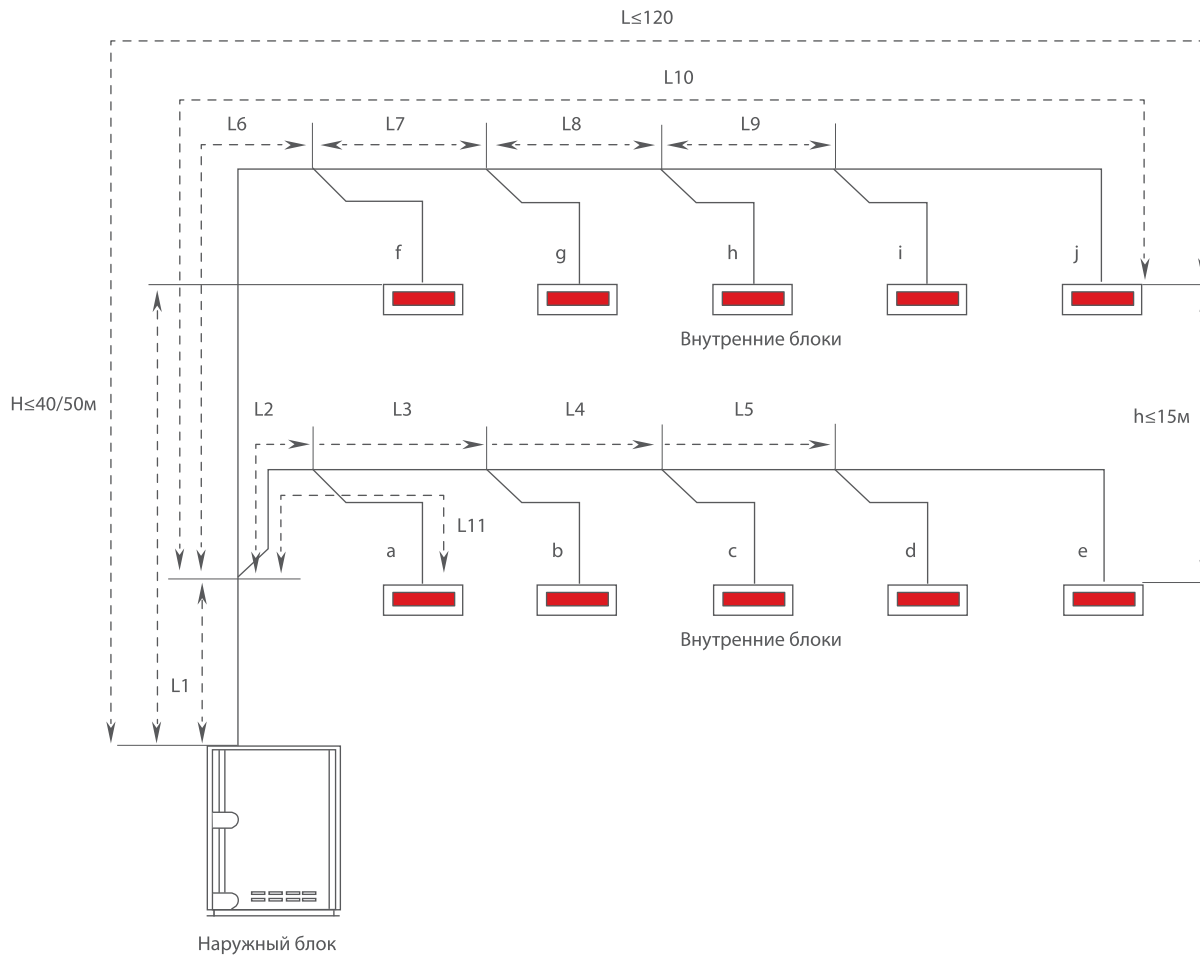 L≤120
L10
L6 L7 L8 L9
f g h i j
Внутренние блоки
H≤40/50м
h≤15м
L2 L3 L4 L5
L11
a b c d e
Внутренние блоки
L1
Наружный блок